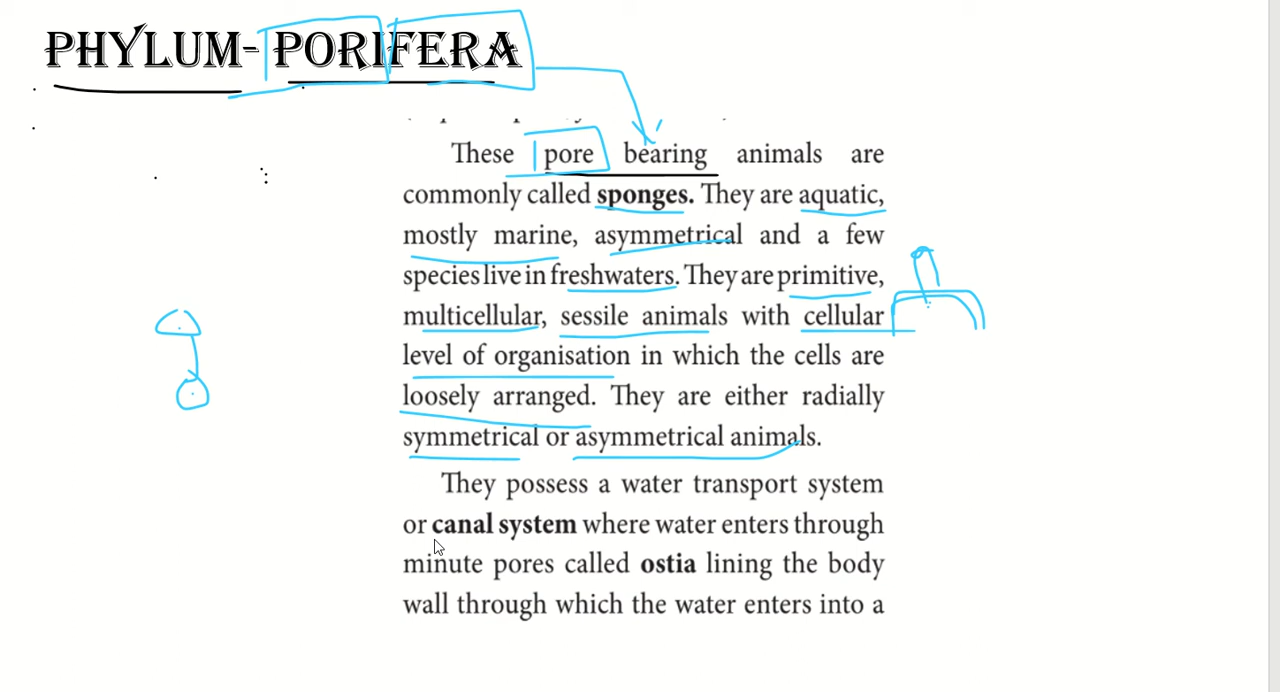 PHYLUM- PORIFERA
These pore bearing animals are
commonly called sponges. They are aquatic,
mostly marine, asymmetrical and a few
species live in freshwaters. They are primitive,
multicellular, sessile animals with cellular
level of organisation in which the cells are
loosely arranged. They are either radially
symmetrical or asymmetrical animals.
They possess a water transport system
or canal system where water enters through
minute pores called ostia lining the body
wall through which the water enters into a